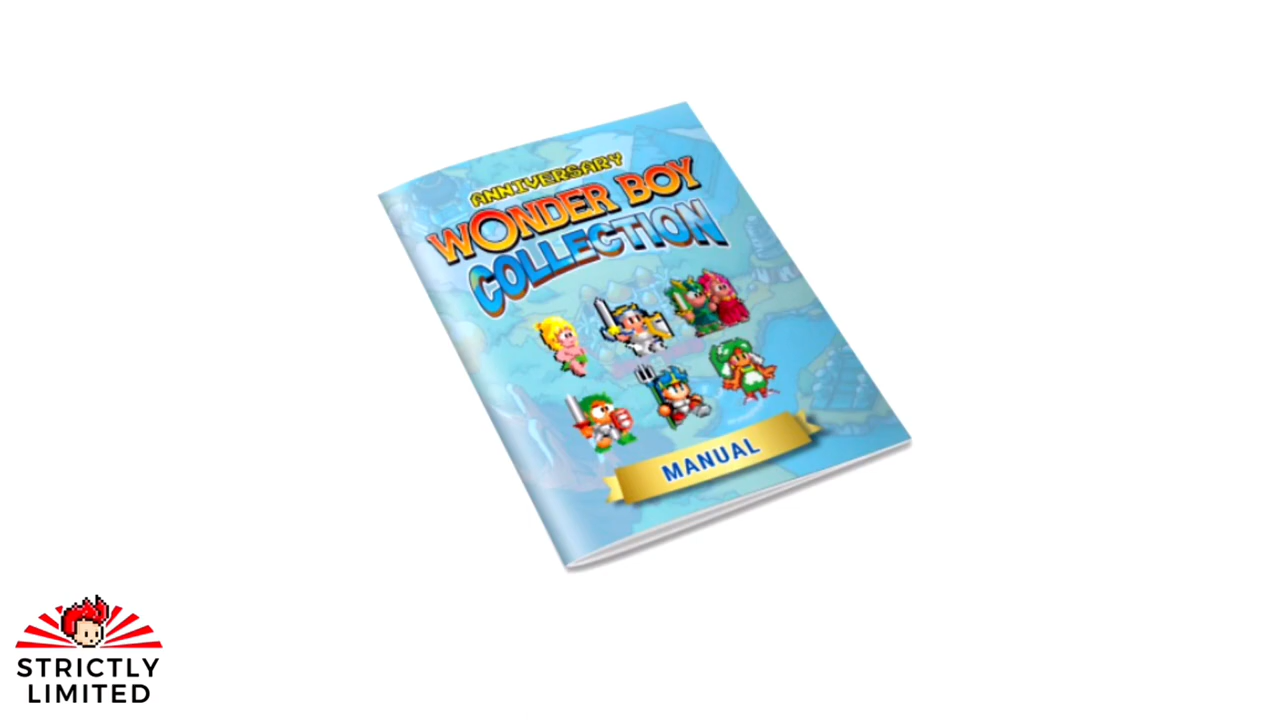 ANNIVERSARY
WONDER BOY
COLLECTION
MANUAL
STRICTLY
LIMITED